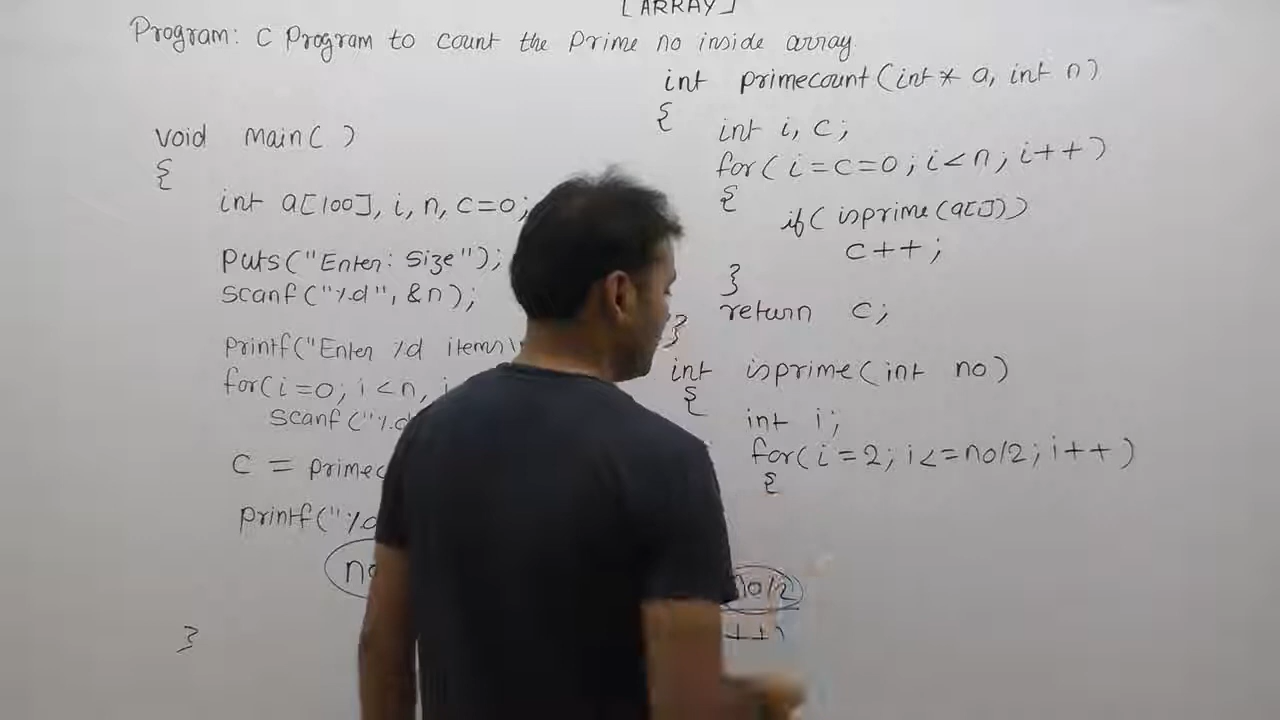 [ARRAY]
Program: C Program to count the Prime no inside array
void main( )
{
int a[100], i, n, c=0;
puts("Enter: Size");
scanf("%d", &n);
printf("Enter %d items\
for(i=0; i<n,
scanf("%d
c =
printf("%d
}
int primecount(int* a, int n)
{
int i, c;
for(i=c=0; i<n; i++)
{
if(isprime(a[]))
c++;
}
return c;
}
int isprime(int no)
{
int i;
for(i=2; i<=no/2; i++)
{
no/2